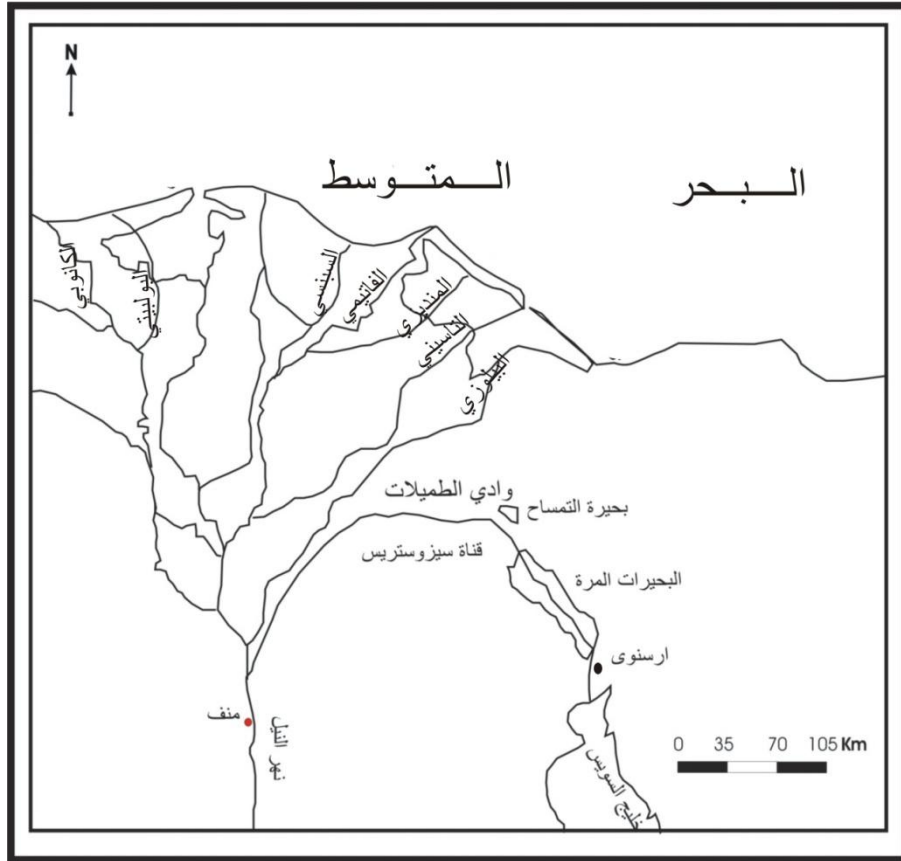 N
البحر المتوسط
الكانوبي
البولبيتي
السبنسي
الفاتيمي
المنديزي
التانيسي
البيلوزي
وادي الطميلات
بحيرة التمساح
قناة سيزوستريس
البحيرات المرة
ارسنوى
منف
نهر النيل
خليج السويس
0 35 70 105 Km